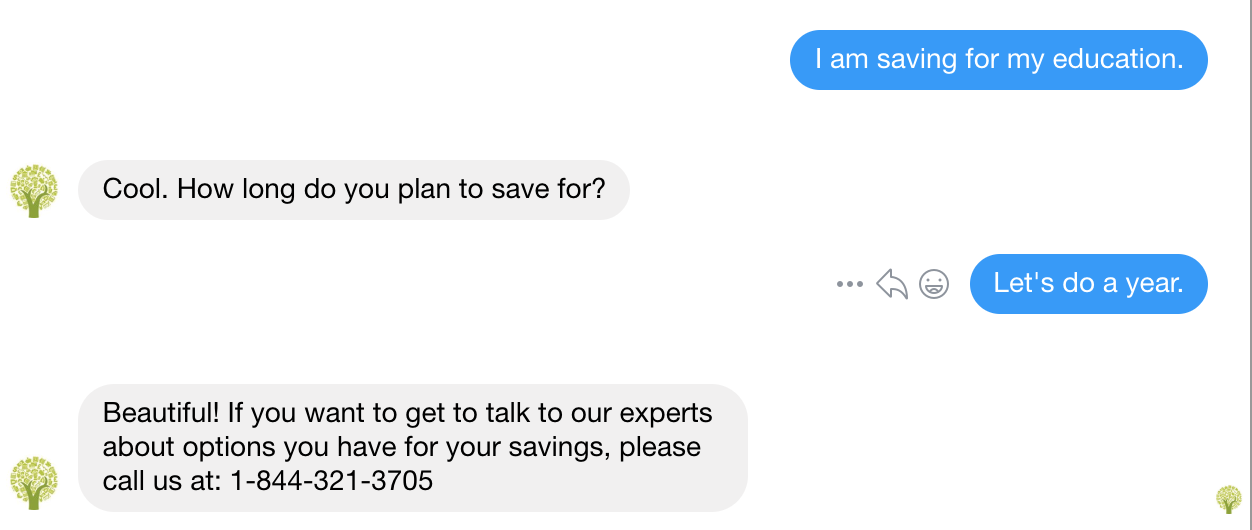 I am saving for my education.
Cool. How long do you plan to save for?
Let's do a year.
Beautiful! If you want to get to talk to our experts
about options you have for your savings, please
call us at: 1-844-321-3705